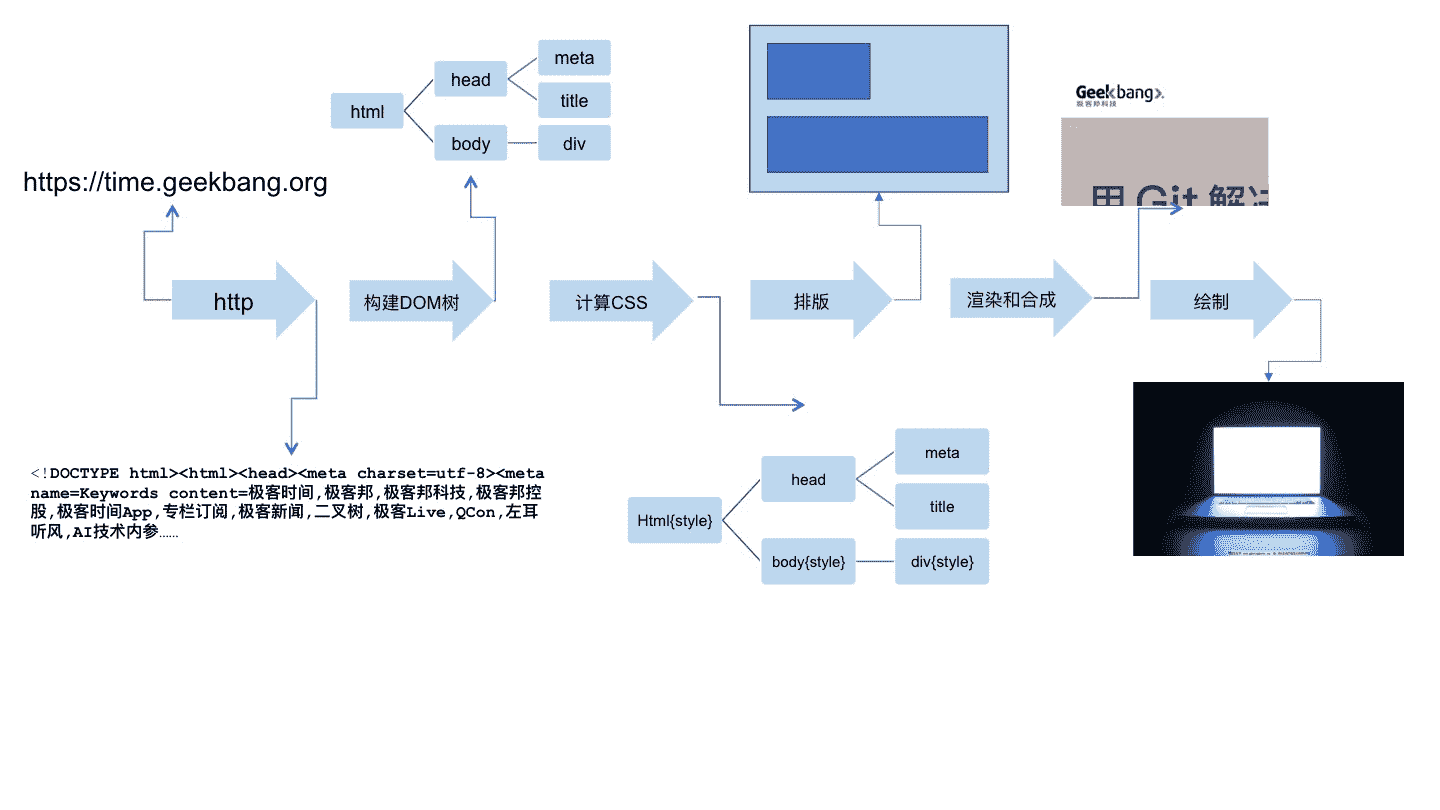 meta
head
title
html
body
div
https://time.geekbang.org
Geekbang>.
极客邦科技
用 Git 解决
http
构建DOM树
计算CSS
排版
渲染和合成
绘制
<!DOCTYPE html><html><head><meta charset=utf-8><meta
name=Keywords content=极客时间,极客邦,极客邦科技,极客邦控
股,极客时间App,专栏订阅,极客新闻,二叉树,极客Live,QCon,左耳
听风,AI技术内参……
meta
head
title
Html{style}
body{style}
div{style}